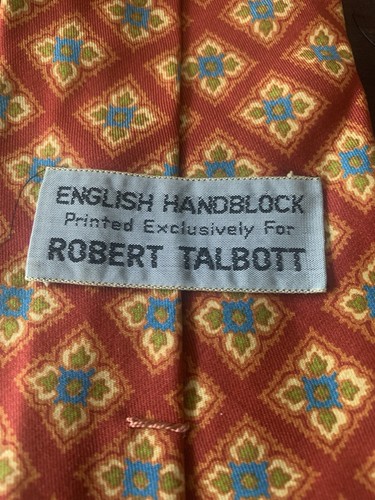 ENGLISH HANDBLOCK
Printed Exclusively For
ROBERT TALBOTT